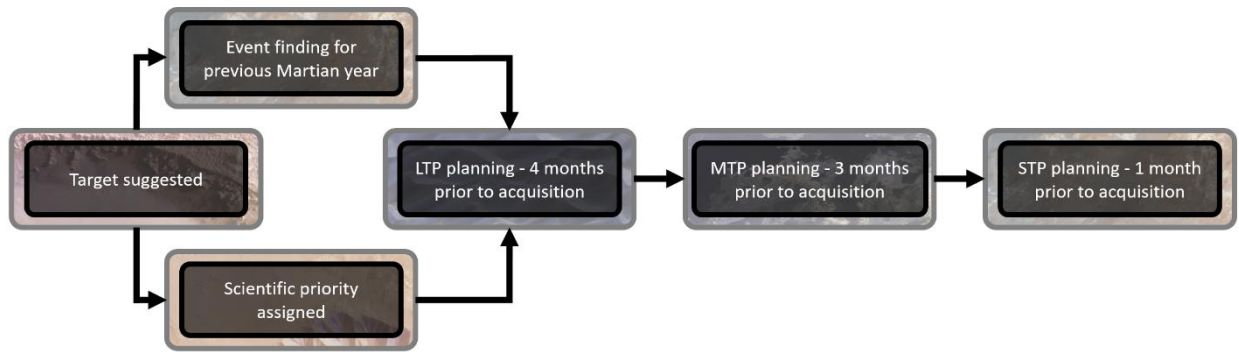 Event finding for
previous Martian year
Target suggested
LTP planning - 4 months
prior to acquisition
MTP planning - 3 months
prior to acquisition
STP planning - 1 month
prior to acquisition
Scientific priority
assigned